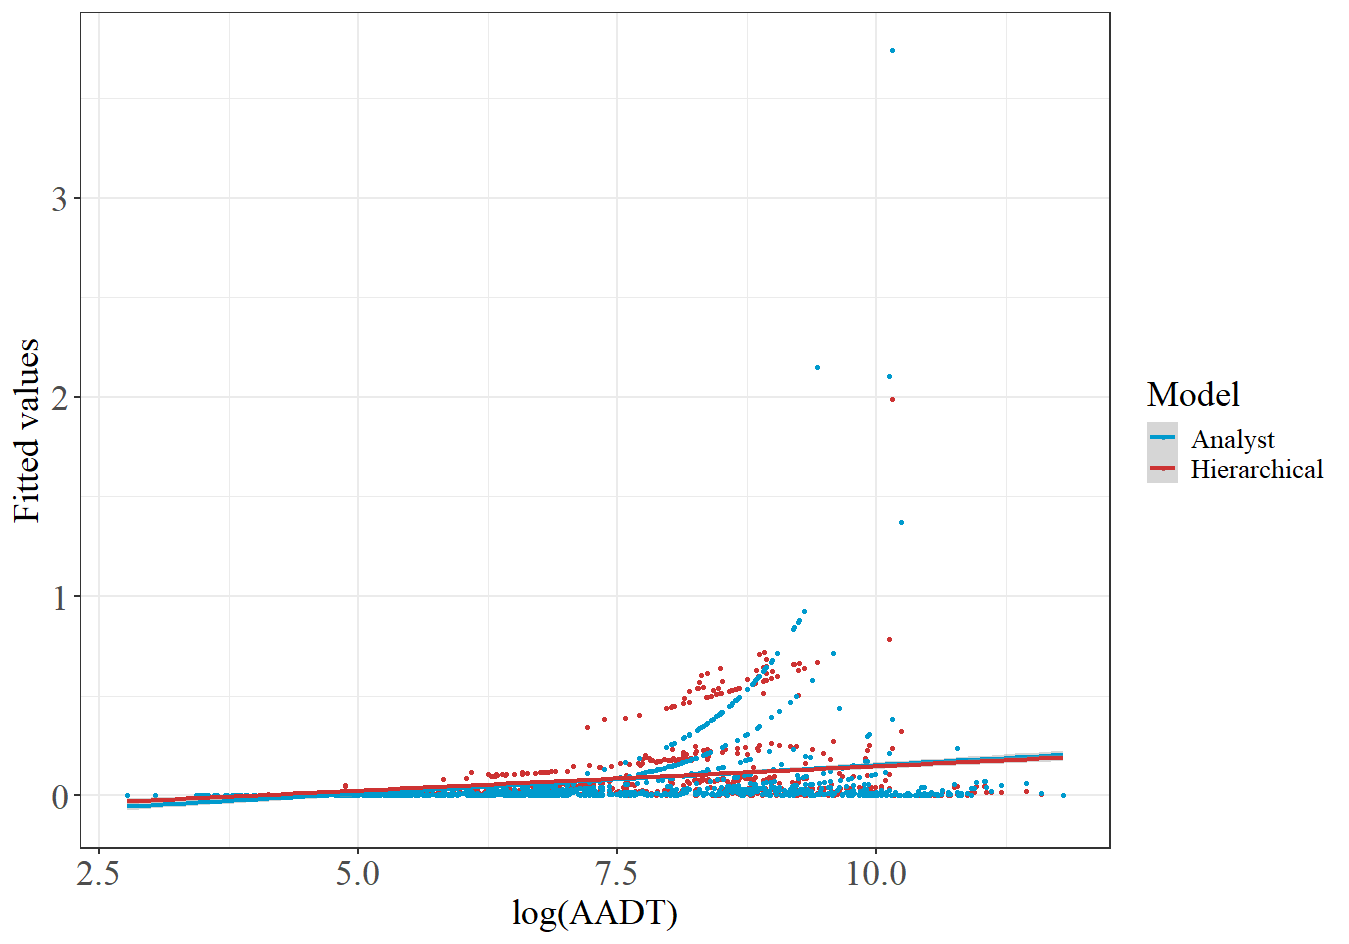 3
2
1
0
Fitted values
2.5 5.0 7.5 10.0
log(AADT)
Model
Analyst
Hierarchical